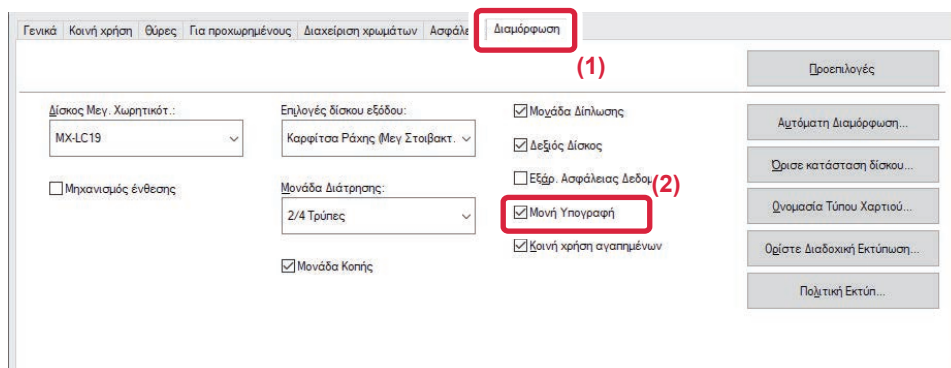 Γενικά Κοινή χρήση Θύρες Για προχωρημένους Διαχείριση χρωμάτων Ασφάλε Διαμόρφωση
(1)
Προεπιλογές
Δίσκος Μεγ. Χωρητικότ.:
MX-LC19
Μηχανισμός ένθεσης
Επιλογές δίσκου εξόδου:
Καρφίτσα Ράχης (Μεγ Στοιβακτ.
Μονάδα Διάτρησης:
2/4 Τρύπες
Μονάδα Κοπής
Μονάδα Δίπλωσης
Δεξιός Δίσκος
Εξάρ. Ασφάλειας Δεδομ
(2)
Μονή Υπογραφή
Κοινή χρήση αγαπημένων
Αυτόματη Διαμόρφωση...
Όρισε κατάσταση δίσκου...
Ονομασία Τύπου Χαρτιού...
Ορίστε Διαδοχική Εκτύπωση...
Πολιτική Εκτύπ...